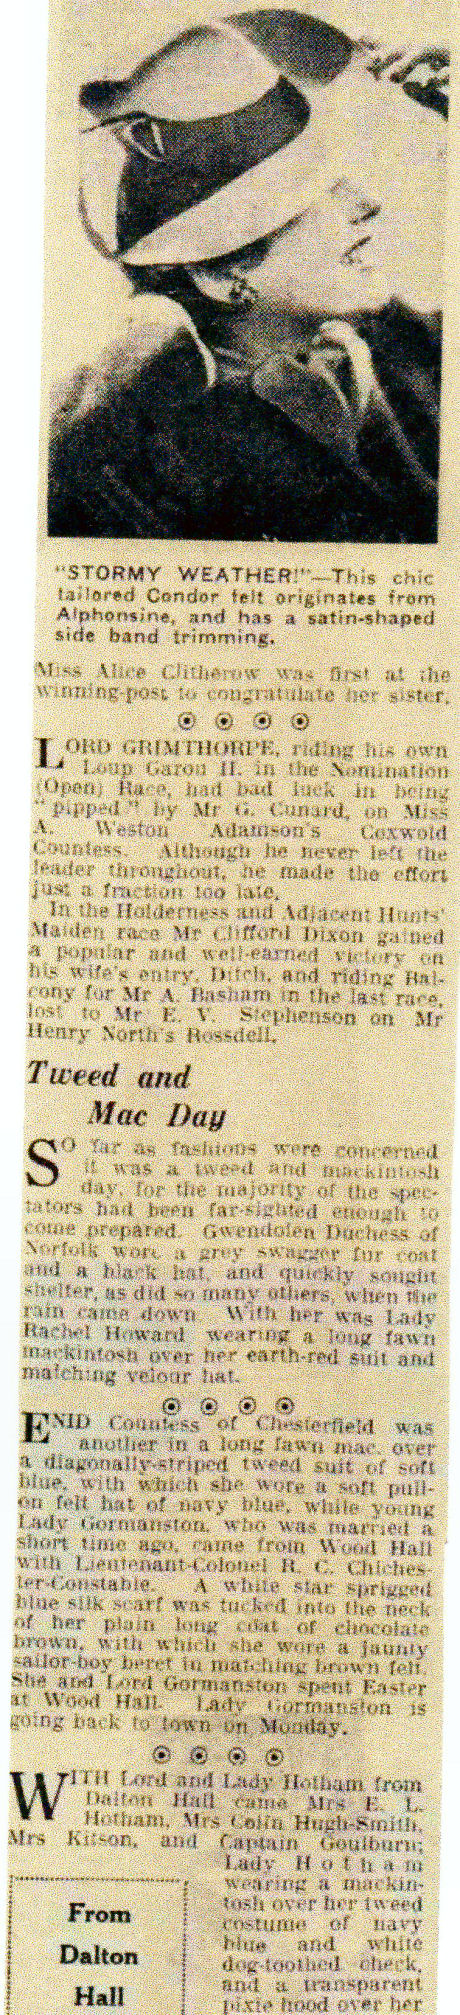 "STORMY WEATHER!"—This chic
tailored Condor felt originates from
Alphonsine, and has a satin-shaped
side band trimming.
Miss Alice Clitherow was first at the
winning-post to congratulate her sister.
LORD GRIMTHORPE, riding his own
Loup Garou II. in the Nomination
(Open) Race, had bad luck in being
"pipped" by Mr G. Cunard, on Miss
A. Weston Adamson's Coxwold
Countess. Although he never left the
leader throughout, he made the effort
just a fraction too late.
In the Holderness and Adjacent Hunts'
Maiden race Mr Clifford Dixon gained
a popular and well-earned victory on
his wife's entry, Ditch, and riding Bal-
cony for Mr A. Basham in the last race,
lost to Mr E. V. Stephenson on Mr
Henry North's Rossdell.
Tweed and
Mac Day
SO far as fashions were concerned
it was a tweed and mackintosh
day, for the majority of the spec-
tators had been far-sighted enough to
come prepared. Gwendolen Duchess of
Norfolk wore a grey swagger fur coat
and a black hat, and quickly sought
shelter, as did so many others, when the
rain came down. With her was Lady
Rachel Howard wearing a long fawn
mackintosh over her earth-red suit and
matching velour hat.
ENID Countess of Chesterfield was
another in a long fawn mac. over
a diagonally-striped tweed suit of soft
blue, with which she wore a soft pull-
on felt hat of navy blue, while young
Lady Gormanston, who was married a
short time ago, came from Wood Hall
with Lieutenant-Colonel R. C. Chiches-
ter-Constable. A white star sprigged
blue silk scarf was tucked into the neck
of her plain long coat of chocolate
brown, with which she wore a jaunty
sailor-boy beret in matching brown felt.
She and Lord Gormanston spent Easter
at Wood Hall. Lady Gormanston is
going back to town on Monday.
WITH Lord and Lady Hotham from
Dalton Hall came Mrs E. L.
Hotham, Mrs Colin Hugh-Smith,
Mrs Kitson, and Captain Goulburn;
Lady Hotham
wearing a mackin-
tosh over her tweed
costume of navy
blue and white
dog-toothed check,
and a transparent
pixie hood over her
From
Dalton
Hall